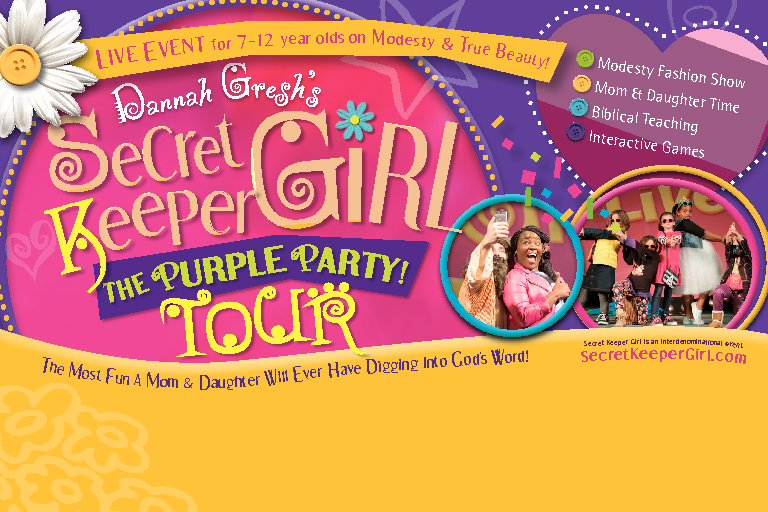 LIVE EVENT for 7-12 year olds on Modesty & True Beauty!
Dannah Gresh's
Secret
Keeper GiRL
THE PURPLE PARTY!
TOUR
The Most Fun A Mom & Daughter Will Ever Have Digging Into God's Word!
Modesty Fashion Show
Mom & Daughter Time
Biblical Teaching
Interactive Games
Live
Secret Keeper Girl is an interdenominational event.
SecretKeeperGirl.com